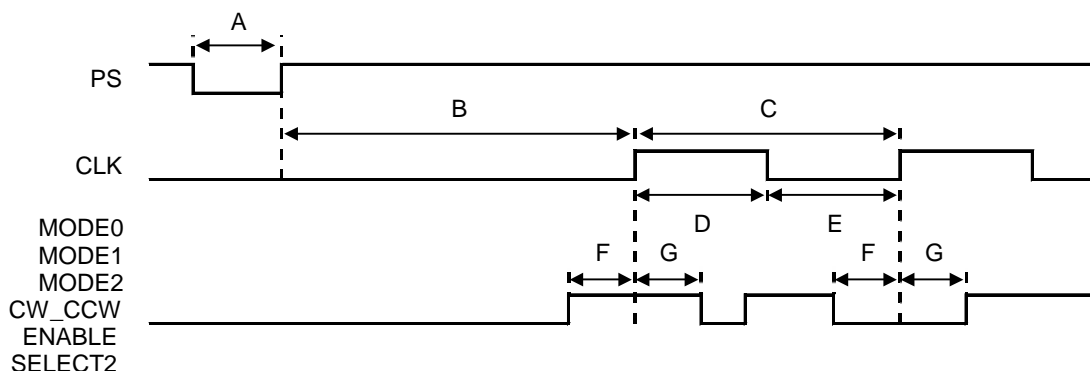 A
PS
B
C
CLK
D
E
MODE0
MODE1
MODE2
CW_CCW
ENABLE
SELECT2
F
G
F
G